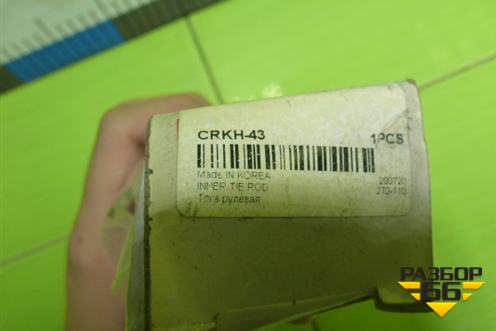 CRKH-43 1PCS
Made IN KOREA
INNER TIE ROD 200720
Тяга рулевая 270-110
РАЗБОР
66